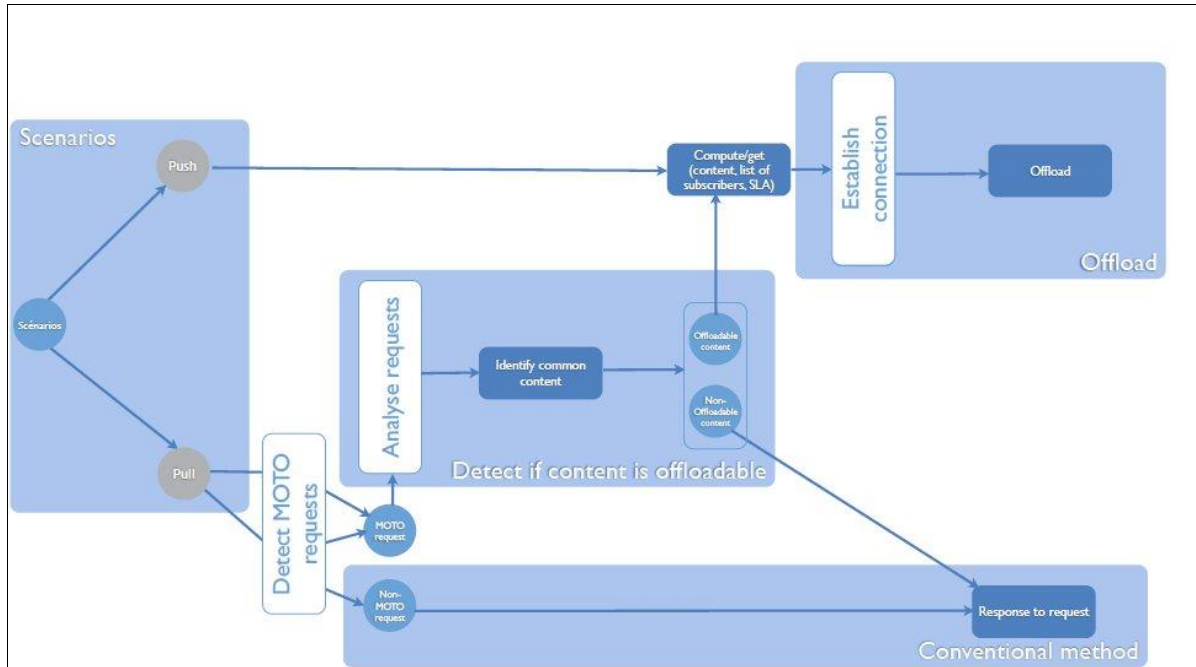 Scenarios
Push
Scénarios
Pull
Detect MOTO
requests
MOTO
request
Non-
MOTO
request
Analyse requests
Identify common
content
Offloadable
content
Non-
Offloadable
content
Detect if content is offloadable
Compute/get
(content, list of
subscribers, SLA)
Establish
connection
Offload
Offload
Response to request
Conventional method